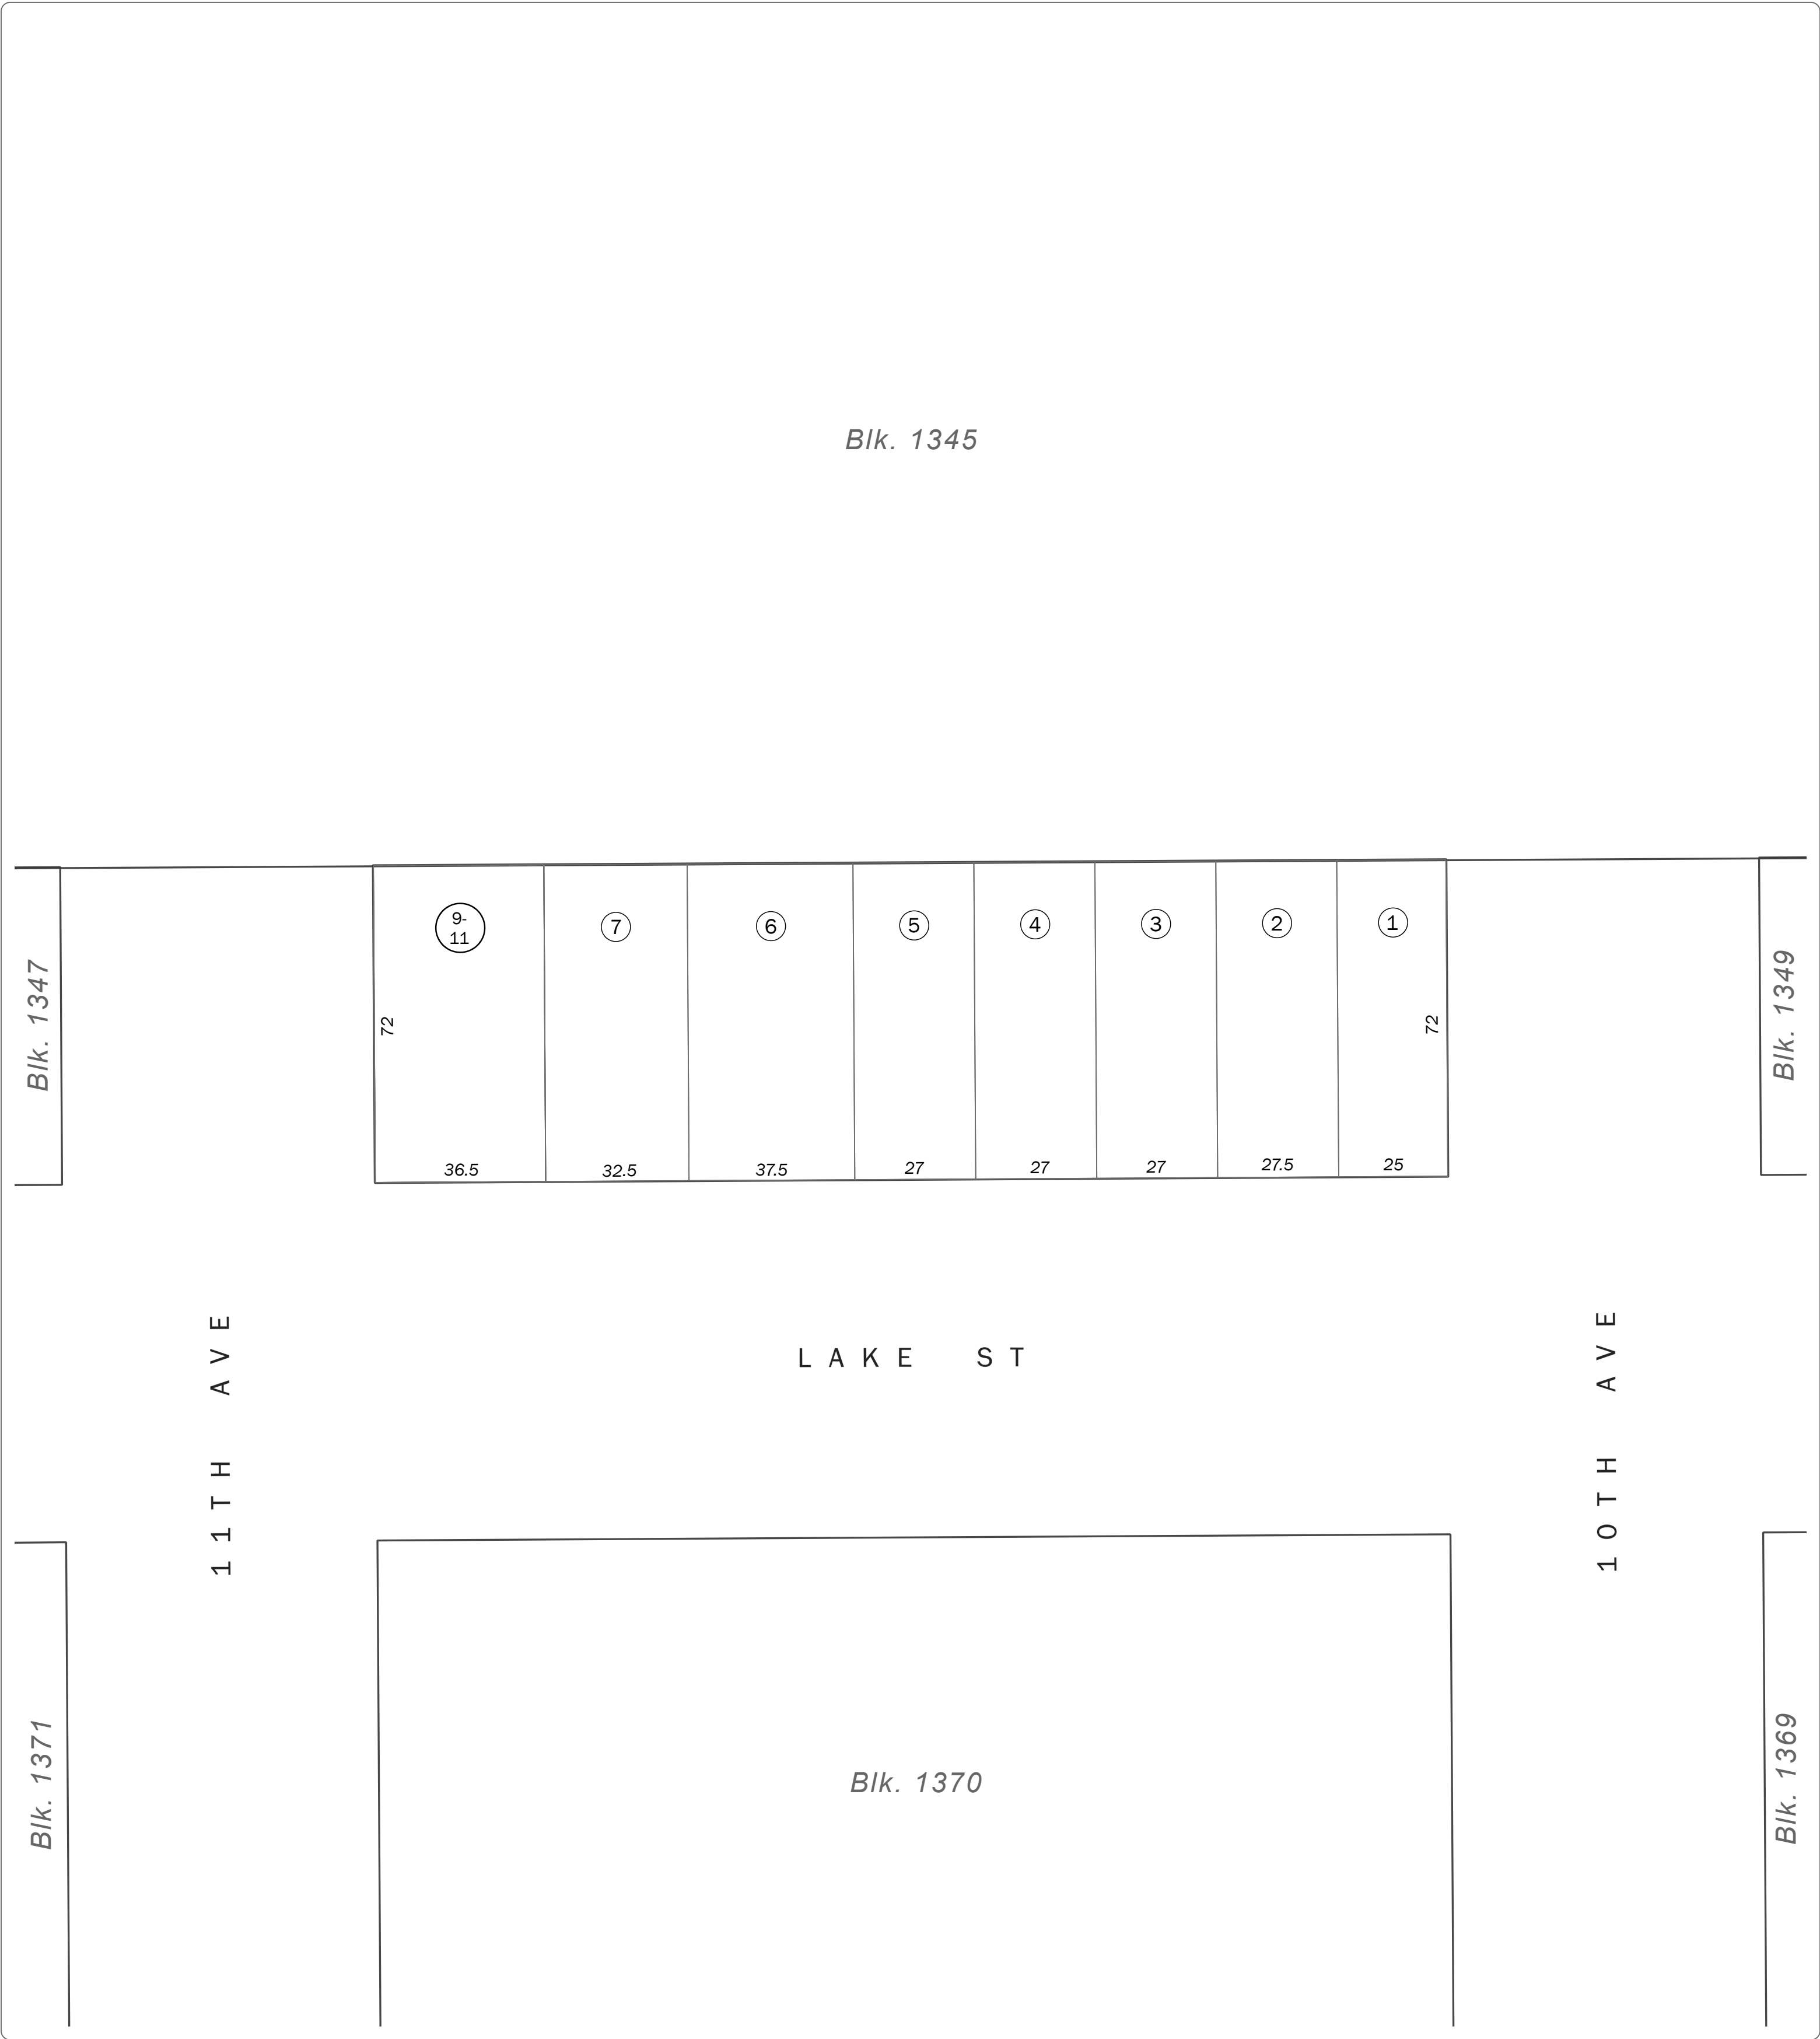 Blk. 1345
9-
11
7
6
5
4
3
2
1
Blk. 1347
72
72
Blk. 1349
36.5
32.5
37.5
27
27
27
27.5
25
11TH AVE
LAKE ST
10TH AVE
Blk. 1371
Blk. 1370
Blk. 1369